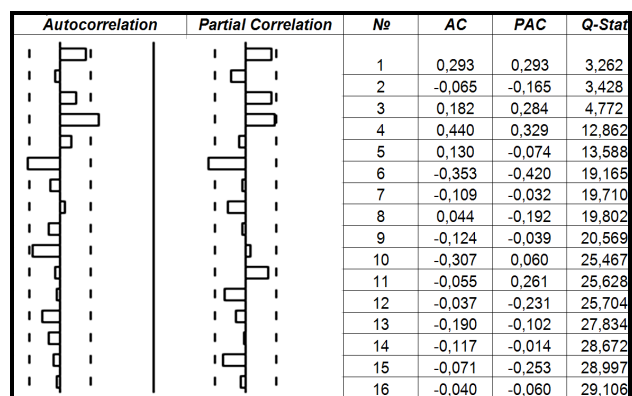 Autocorrelation Partial Correlation № AC PAC Q-Stat
1 0,293 0,293 3,262
2 -0,065 -0,165 3,428
3 0,182 0,284 4,772
4 0,440 0,329 12,862
5 0,130 -0,074 13,588
6 -0,353 -0,420 19,165
7 -0,109 -0,032 19,710
8 0,044 -0,192 19,802
9 -0,124 -0,039 20,569
10 -0,307 0,060 25,467
11 -0,055 0,261 25,628
12 -0,037 -0,231 25,704
13 -0,190 -0,102 27,834
14 -0,117 -0,014 28,672
15 -0,071 -0,253 28,997
16 -0,040 -0,060 29,106